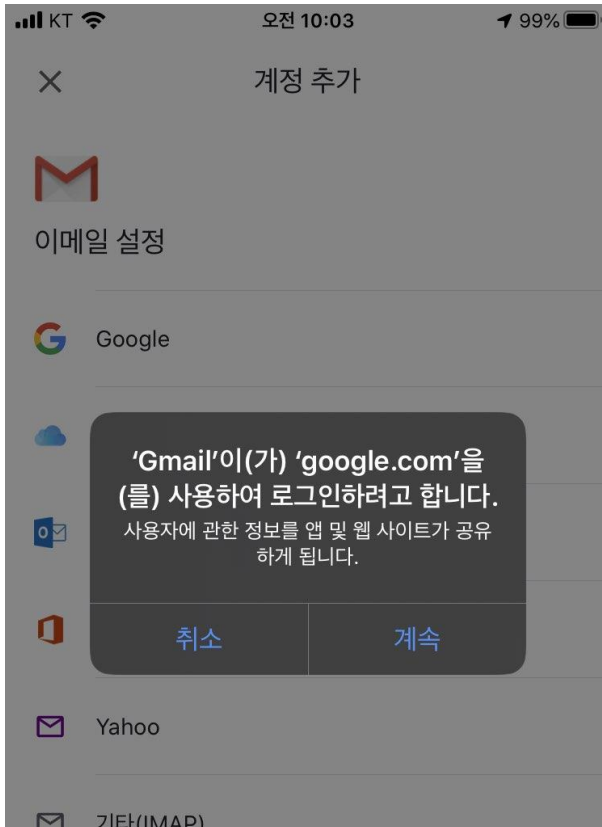 KT 오전 10:03 99%
계정 추가
이메일 설정
Google
'Gmail'이(가) 'google.com'을
(를) 사용하여 로그인하려고 합니다.
사용자에 관한 정보를 앱 및 웹 사이트가 공유
하게 됩니다.
취소 계속
Yahoo
기타(IMAP)